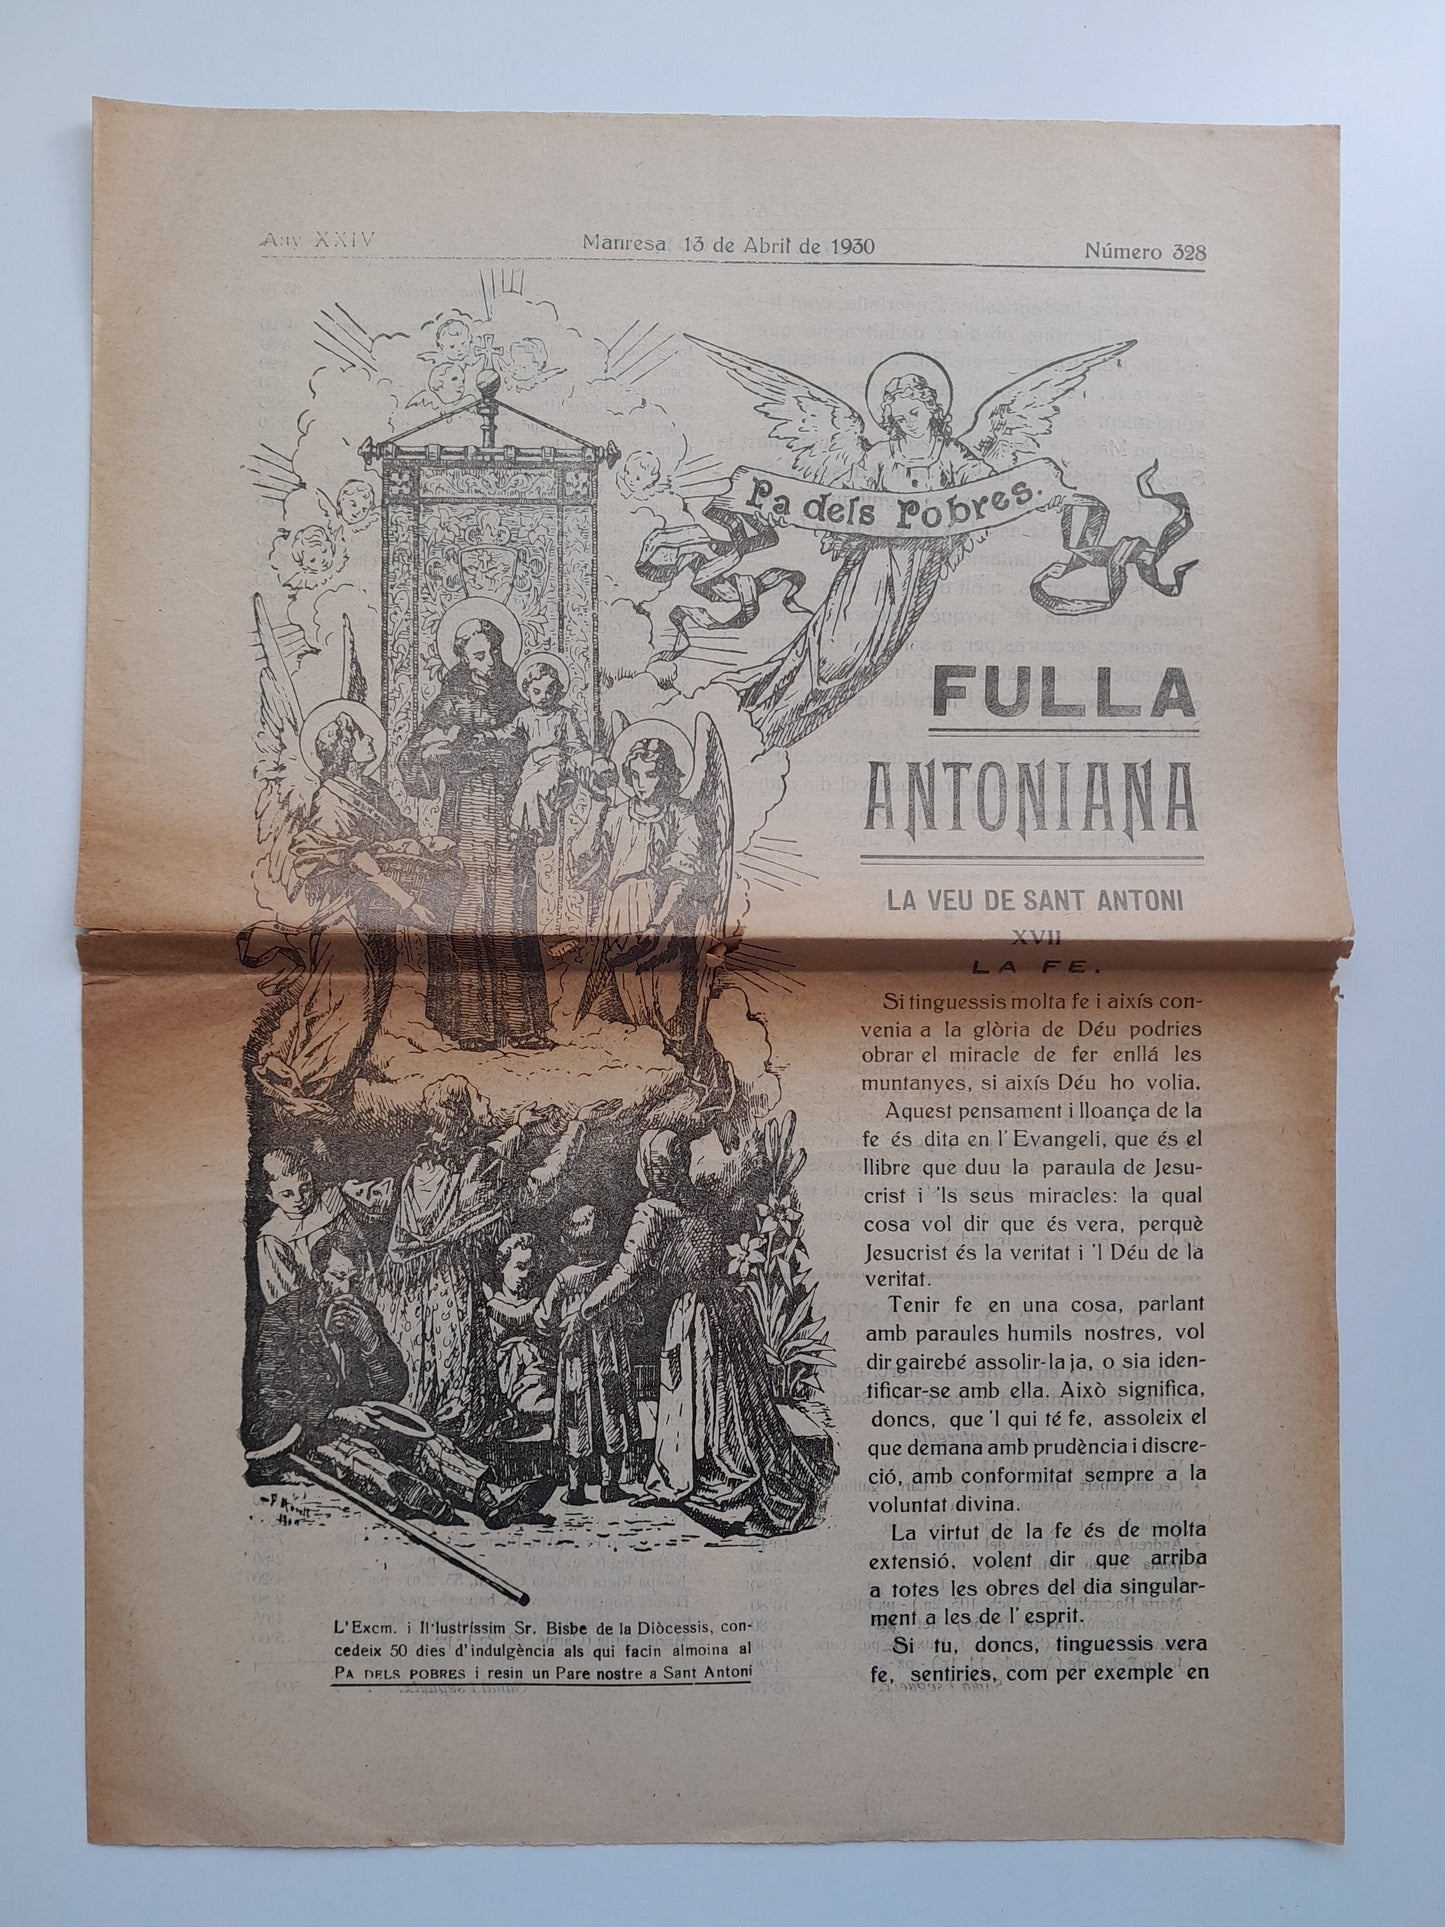 Any XXIV
Manresa 13 de Abril de 1930
Número 328
Pa dels Pobres.
FULLA
ANTONIANA
LA VEU DE SANT ANTONI
XVII
LA FE.
Si tinguessis molta fe i aixís con-
venia a la glòria de Déu podries
obrar el miracle de fer enllá les
muntanyes, si aixís Déu ho volia.
Aquest pensament i lloança de la
fe és dita en l'Evangeli, que és el
llibre que duu la paraula de Jesu-
crist i 'ls seus miracles: la qual
cosa vol dir que és vera, perquè
Jesucrist és la veritat i 'l Déu de la
veritat.
Tenir fe en una cosa, parlant
amb paraules humils nostres, vol
dir gairebé assolir-la ja, o sia iden-
tificar-se amb ella. Això significa,
doncs, que 'l qui té fe, assoleix el
que demana amb prudència i discre-
ció, amb conformitat sempre a la
voluntat divina.
La virtut de la fe és de molta
extensió, volent dir que arriba
a totes les obres del dia singular-
ment a les de l'esprit.
Si tu, doncs, tinguessis vera
fe, sentiries, com per exemple en
L'Excm. i Il'lustríssim Sr. Bisbe de la Diòcessis, con-
cedeix 50 dies d'indulgència als qui facin almoina al
PA DELS POBRES i resin un Pare nostre a Sant Antoni